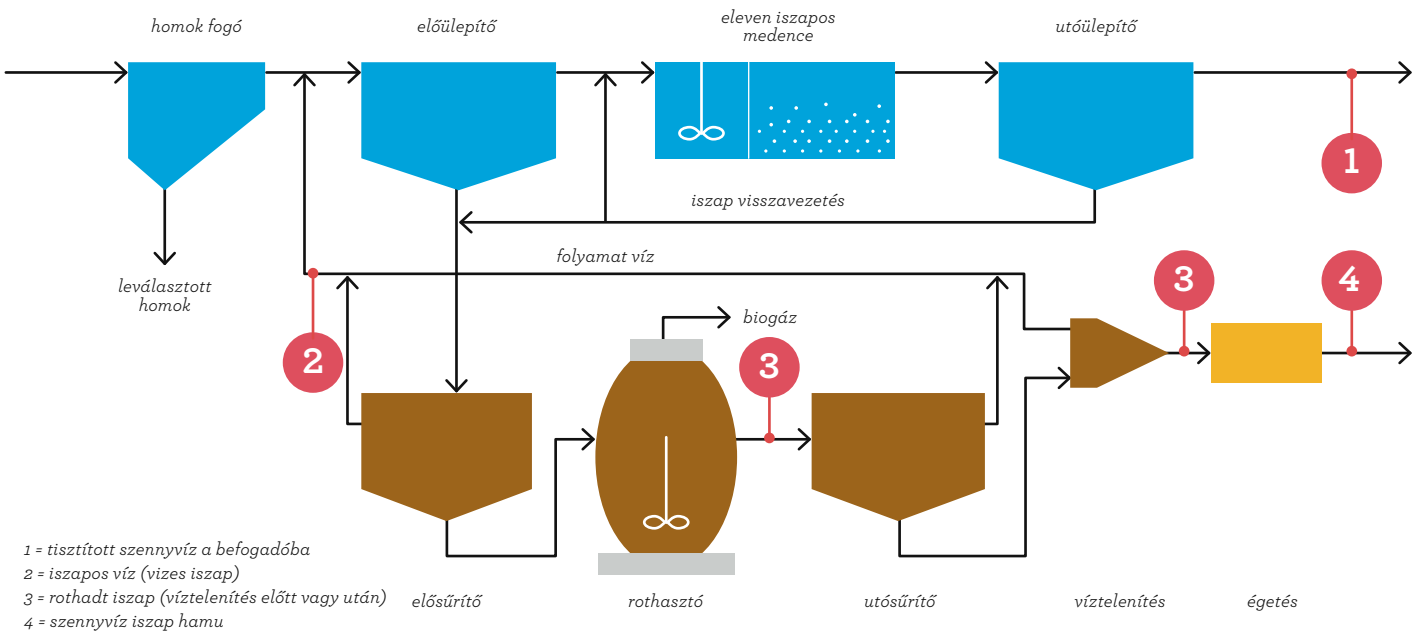 homok fogó
előülepítő
eleven iszapos
medence
utóülepítő
1
iszap visszavezetés
folyamat víz
leválasztott
homok
biogáz
2
3
3
4
1 = tisztított szennyvíz a befogadóba
2 = iszapos víz (vizes iszap)
3 = rothadt iszap (víztelenítés előtt vagy után)
4 = szennyvíz iszap hamu
elősűrítő
rothasztó
utósűrítő
víztelenítés
égetés